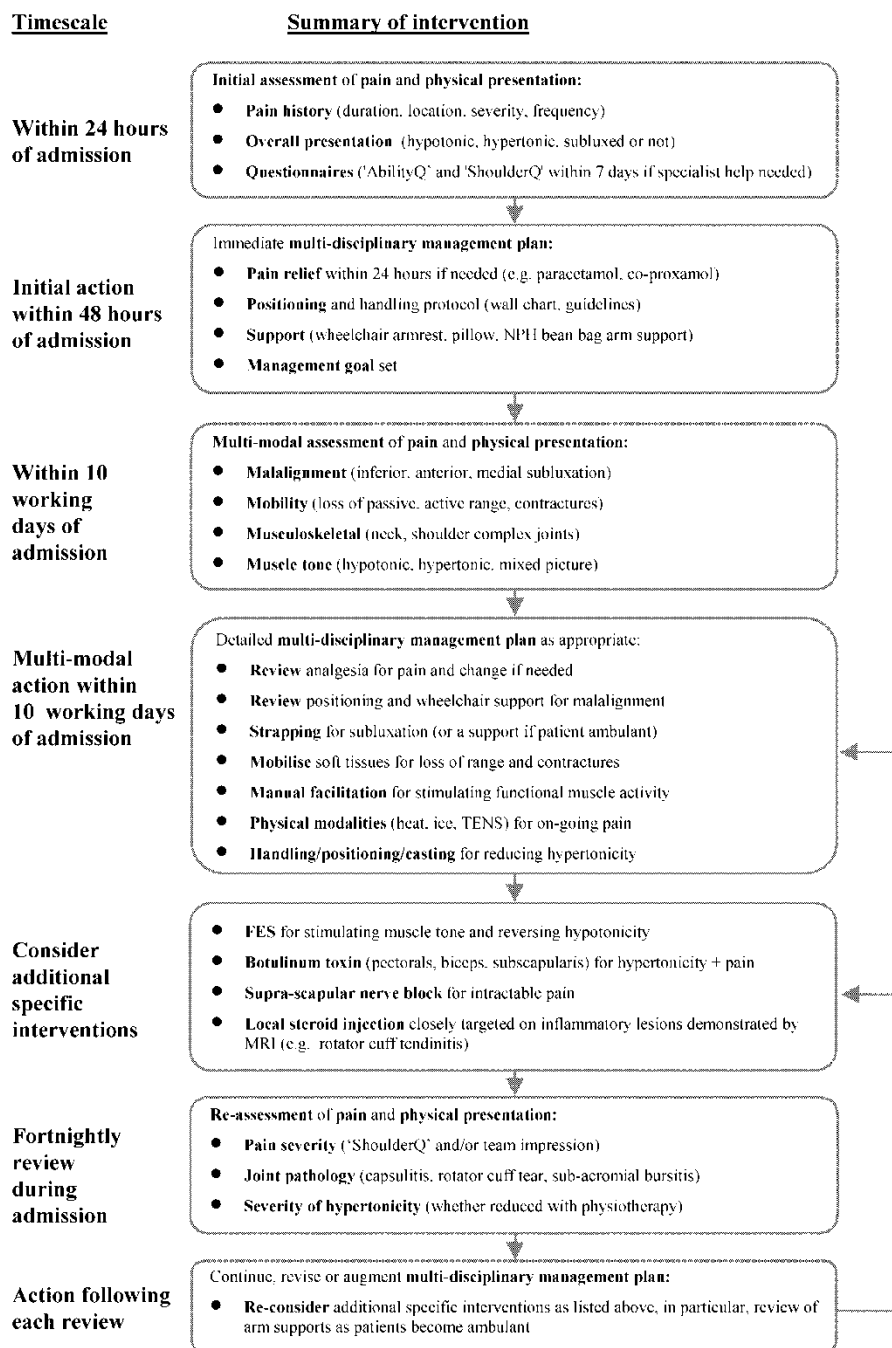 Timescale
Summary of intervention
Within 24 hours
of admission
Initial assessment of pain and physical presentation:
● Pain history (duration, location, severity, frequency)
● Overall presentation (hypotonic, hypertonic, subluxed or not)
● Questionnaires ('AbilityQ' and 'ShoulderQ' within 7 days if specialist help needed)
Initial action
within 48 hours
of admission
Immediate multi-disciplinary management plan:
● Pain relief within 24 hours if needed (e.g. paracetamol, co-proxamol)
● Positioning and handling protocol (wall chart, guidelines)
● Support (wheelchair armrest, pillow, NPH bean bag arm support)
● Management goal set
Within 10
working
days of
admission
Multi-modal assessment of pain and physical presentation:
● Malalignment (inferior, anterior, medial subluxation)
● Mobility (loss of passive, active range, contractures)
● Musculoskeletal (neck, shoulder complex joints)
● Muscle tone (hypotonic, hypertonic, mixed picture)
Multi-modal
action within
10 working days
of admission
Detailed multi-disciplinary management plan as appropriate:
● Review analgesia for pain and change if needed
● Review positioning and wheelchair support for malalignment
● Strapping for subluxation (or a support if patient ambulant)
● Mobilise soft tissues for loss of range and contractures
● Manual facilitation for stimulating functional muscle activity
● Physical modalities (heat, ice, TENS) for on-going pain
● Handling/positioning/casting for reducing hypertonicity
Consider
additional
specific
interventions
● FES for stimulating muscle tone and reversing hypotonicity
● Botulinum toxin (pectorals, biceps, subscapularis) for hypertonicity + pain
● Supra-scapular nerve block for intractable pain
● Local steroid injection closely targeted on inflammatory lesions demonstrated by
MRI (e.g. rotator cuff tendinitis)
Fortnightly
review
during
admission
Re-assessment of pain and physical presentation:
● Pain severity ('ShoulderQ' and/or team impression)
● Joint pathology (capsulitis, rotator cuff tear, sub-acromial bursitis)
● Severity of hypertonicity (whether reduced with physiotherapy)
Action following
each review
Continue, revise or augment multi-disciplinary management plan:
● Re-consider additional specific interventions as listed above, in particular, review of
arm supports as patients become ambulant